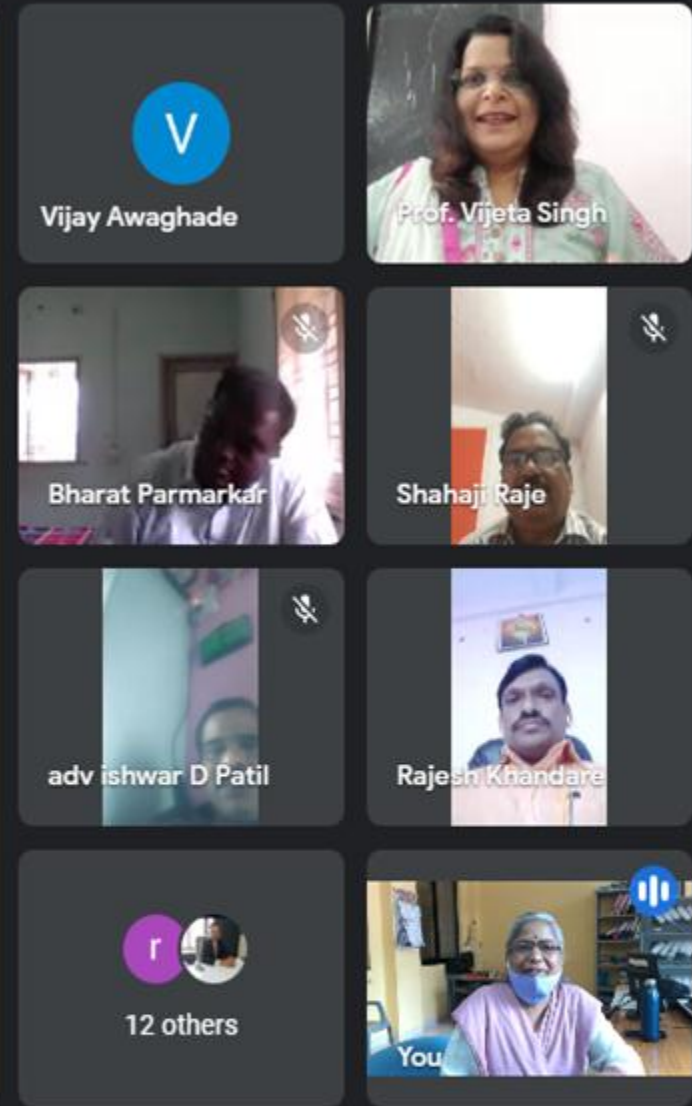 V
Vijay Awaghade
Prof. Vijeta Singh
Bharat Parmarkar
Shahaji Raje
adv ishwar D Patil
Rajesh Khandare
r
12 others
You